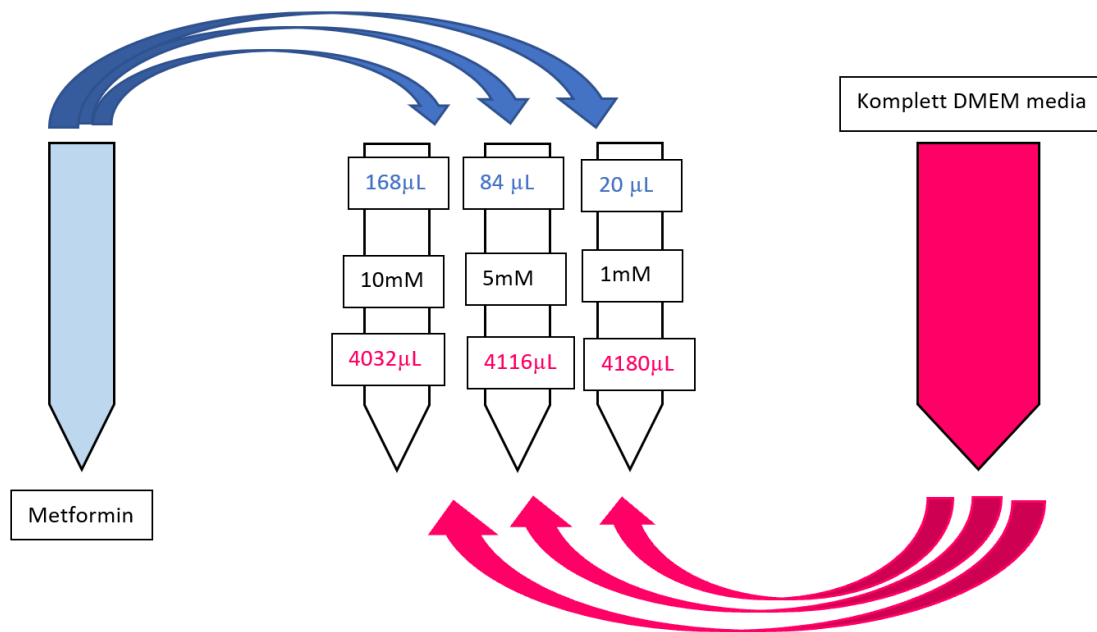 Komplett DMEM media
168µL
84 µL
20 µL
10mM
5mM
1mM
4032µL
4116µL
4180µL
Metformin